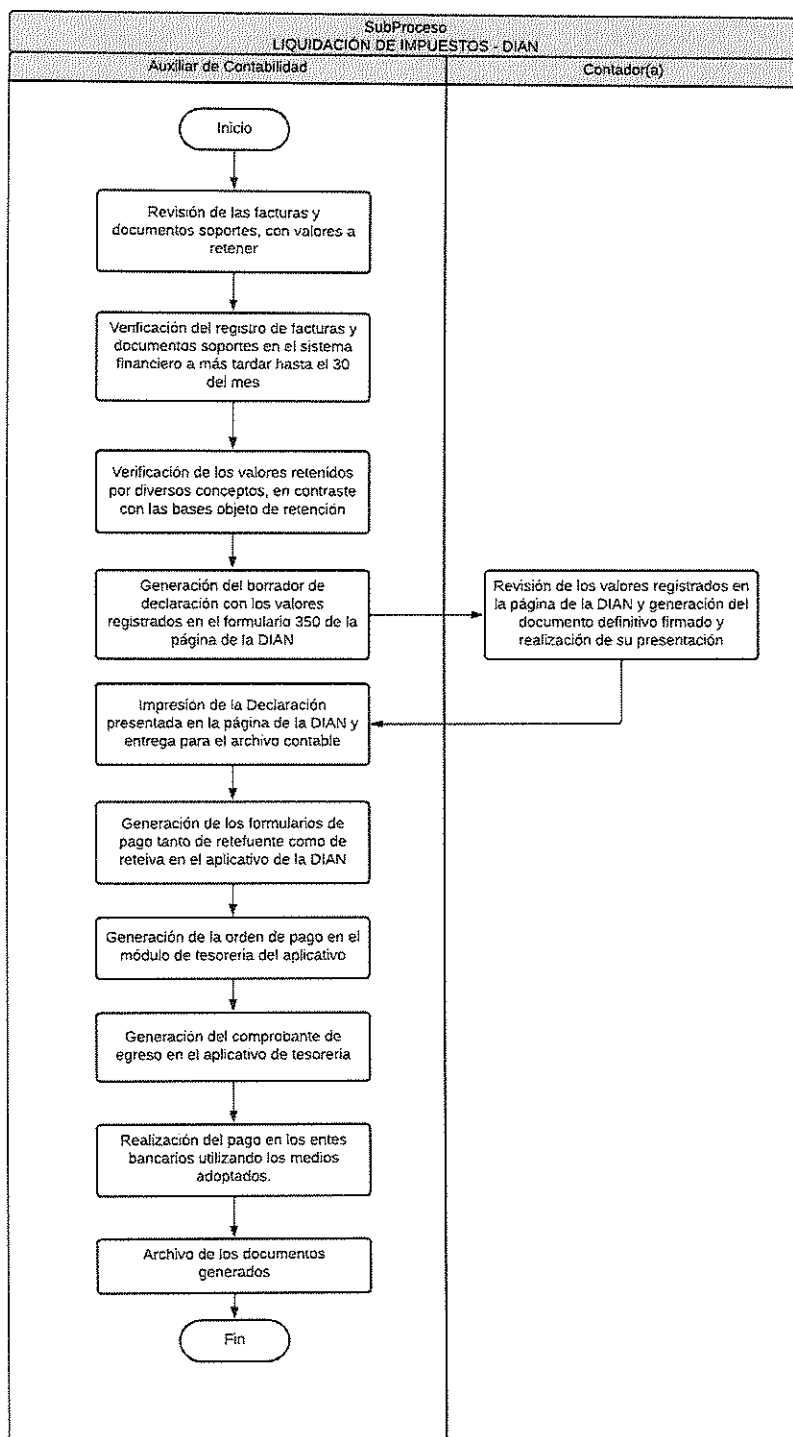 SubProceso
LIQUIDACIÓN DE IMPUESTOS - DIAN
Auxiliar de Contabilidad
Contador(a)
Inicio
Revisión de las facturas y
documentos soportes, con valores a
retener
Verificación del registro de facturas y
documentos soportes en el sistema
financiero a más tardar hasta el 30
del mes
Verificación de los valores retenidos
por diversos conceptos, en contraste
con las bases objeto de retención
Generación del borrador de
declaración con los valores
registrados en el formulario 350 de la
página de la DIAN
Revisión de los valores registrados en
la página de la DIAN y generación del
documento definitivo firmado y
realización de su presentación
Impresión de la Declaración
presentada en la página de la DIAN y
entrega para el archivo contable
Generación de los formularios de
pago tanto de retefuente como de
reteiva en el aplicativo de la DIAN
Generación de la orden de pago en el
módulo de tesorería del aplicativo
Generación del comprobante de
egreso en el aplicativo de tesorería
Realización del pago en los entes
bancarios utilizando los medios
adoptados.
Archivo de los documentos
generados
Fin